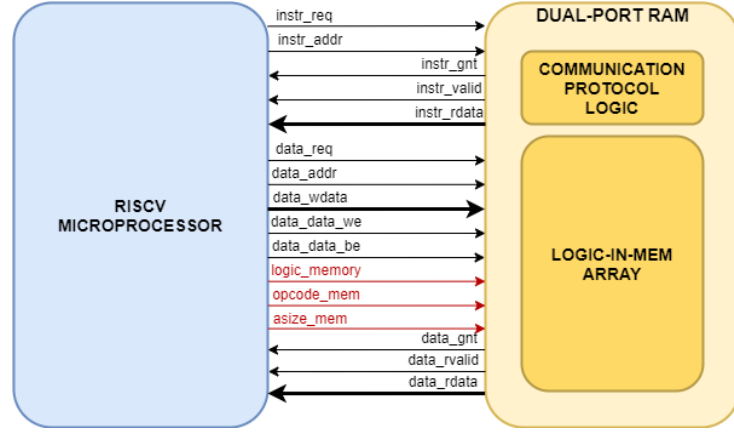 RISCV
MICROPROCESSOR
instr_req
instr_addr
instr_gnt
instr_valid
instr_rdata
data_req
data_addr
data_wdata
data_data_we
data_data_be
logic_memory
opcode_mem
asize_mem
data_gnt
data_rvalid
data_rdata
DUAL-PORT RAM
COMMUNICATION
PROTOCOL
LOGIC
LOGIC-IN-MEM
ARRAY